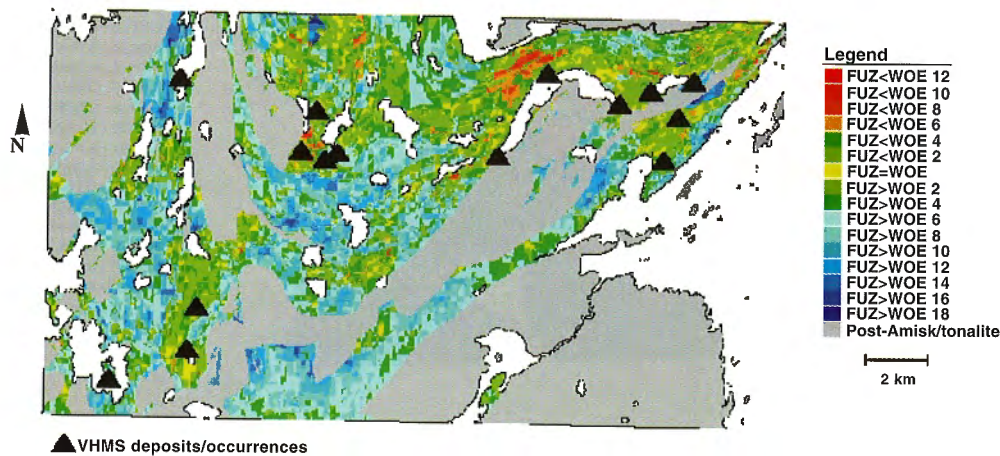 Legend
FUZ<WOE 12
FUZ<WOE 10
FUZ<WOE 8
FUZ<WOE 6
FUZ<WOE 4
FUZ<WOE 2
FUZ=WOE
FUZ>WOE 2
FUZ>WOE 4
FUZ>WOE 6
FUZ>WOE 8
FUZ>WOE 10
FUZ>WOE 12
FUZ>WOE 14
FUZ>WOE 16
FUZ>WOE 18
Post-Amisk/tonalite
N
2 km
VHMS deposits/occurrences